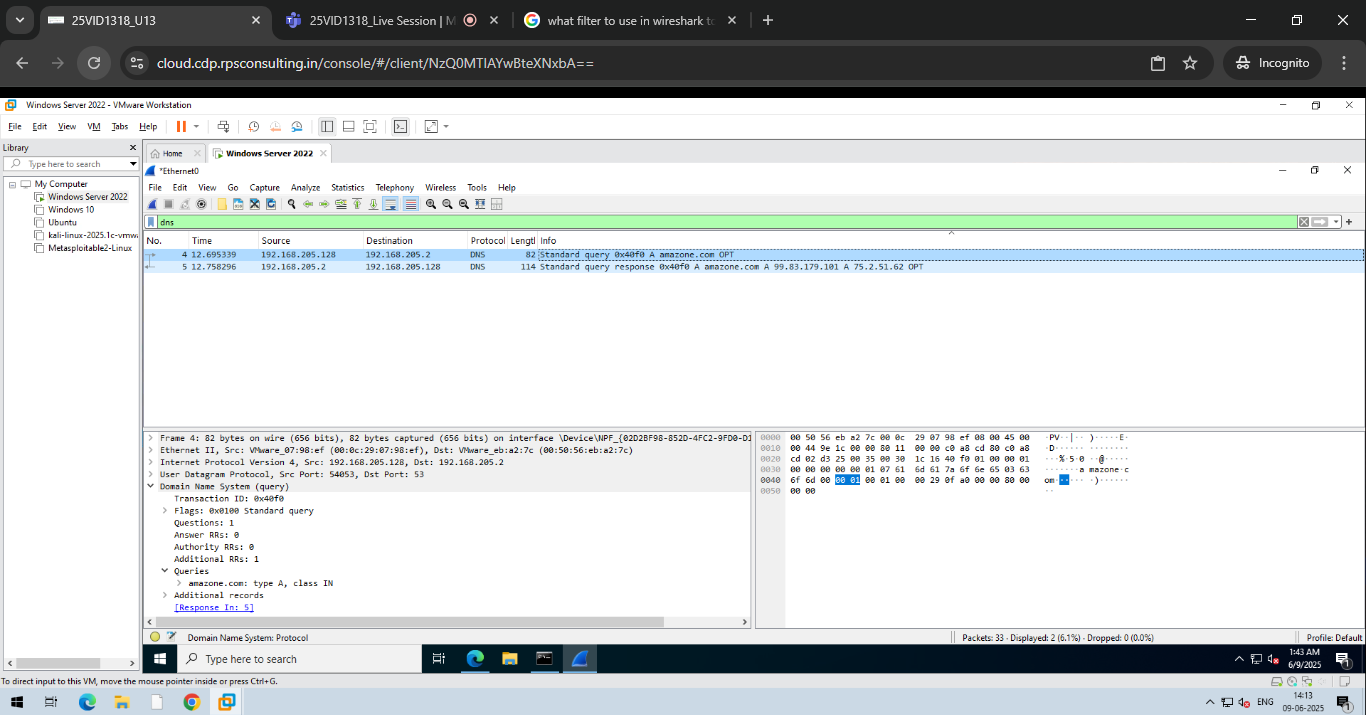 25VID1318_U13
25VID1318_Live Session | M
what filter to use in wireshark to
cloud.cdp.rpsconsulting.in/console/#/client/NzQ0MTlAYwBteXNxbA==
Incognito
Windows Server 2022 - VMware Workstation
File Edit View VM Tabs Help
Library
Type here to search
My Computer
Windows Server 2022
Windows 10
Ubuntu
kali-linux-2025.1c-vmwa
Metasploitable2-Linux
Home
Windows Server 2022
*Ethernet0
File Edit View Go Capture Analyze Statistics Telephony Wireless Tools Help
dns
No. Time Source Destination Protocol Lengtl Info
4 12.695339 192.168.205.128 192.168.205.2 DNS 82 Standard query 0x40f0 A amazone.com OPT
5 12.758296 192.168.205.2 192.168.205.128 DNS 114 Standard query response 0x40f0 A amazone.com A 99.83.179.101 A 75.2.51.62 OPT
Frame 4: 82 bytes on wire (656 bits), 82 bytes captured (656 bits) on interface \Device\NPF_{02D2BF98-852D-4FC2-9FD0-D1
Ethernet II, Src: VMware_07:98:ef (00:0c:29:07:98:ef), Dst: VMware_eb:a2:7c (00:50:56:eb:a2:7c)
Internet Protocol Version 4, Src: 192.168.205.128, Dst: 192.168.205.2
User Datagram Protocol, Src Port: 54053, Dst Port: 53
Domain Name System (query)
Transaction ID: 0x40f0
Flags: 0x0100 Standard query
Questions: 1
Answer RRs: 0
Authority RRs: 0
Additional RRs: 1
Queries
amazone.com: type A, class IN
Additional records
[Response In: 5]
0000 00 50 56 eb a2 7c 00 0c 29 07 98 ef 08 00 45 00 ·PV··|·· )·····E·
0010 00 44 9e 1c 00 00 80 11 00 00 c0 a8 cd 80 c0 a8 ·D······ ········
0020 cd 02 d3 25 00 35 00 30 1c 16 40 f0 01 00 00 01 ···%·5·0 ··@·····
0030 00 00 00 00 00 01 07 61 6d 61 7a 6f 6e 65 03 63 ·······a mazone·c
0040 6f 6d 00 00 01 00 01 00 00 29 0f a0 00 00 80 00 om······ ·)······
0050 00 00 ··
Domain Name System: Protocol
Packets: 33 · Displayed: 2 (6.1%) · Dropped: 0 (0.0%)
Profile: Default
Type here to search
1:43 AM
6/9/2025
1
To direct input to this VM, move the mouse pointer inside or press Ctrl+G.
ENG
14:13
09-06-2025
1